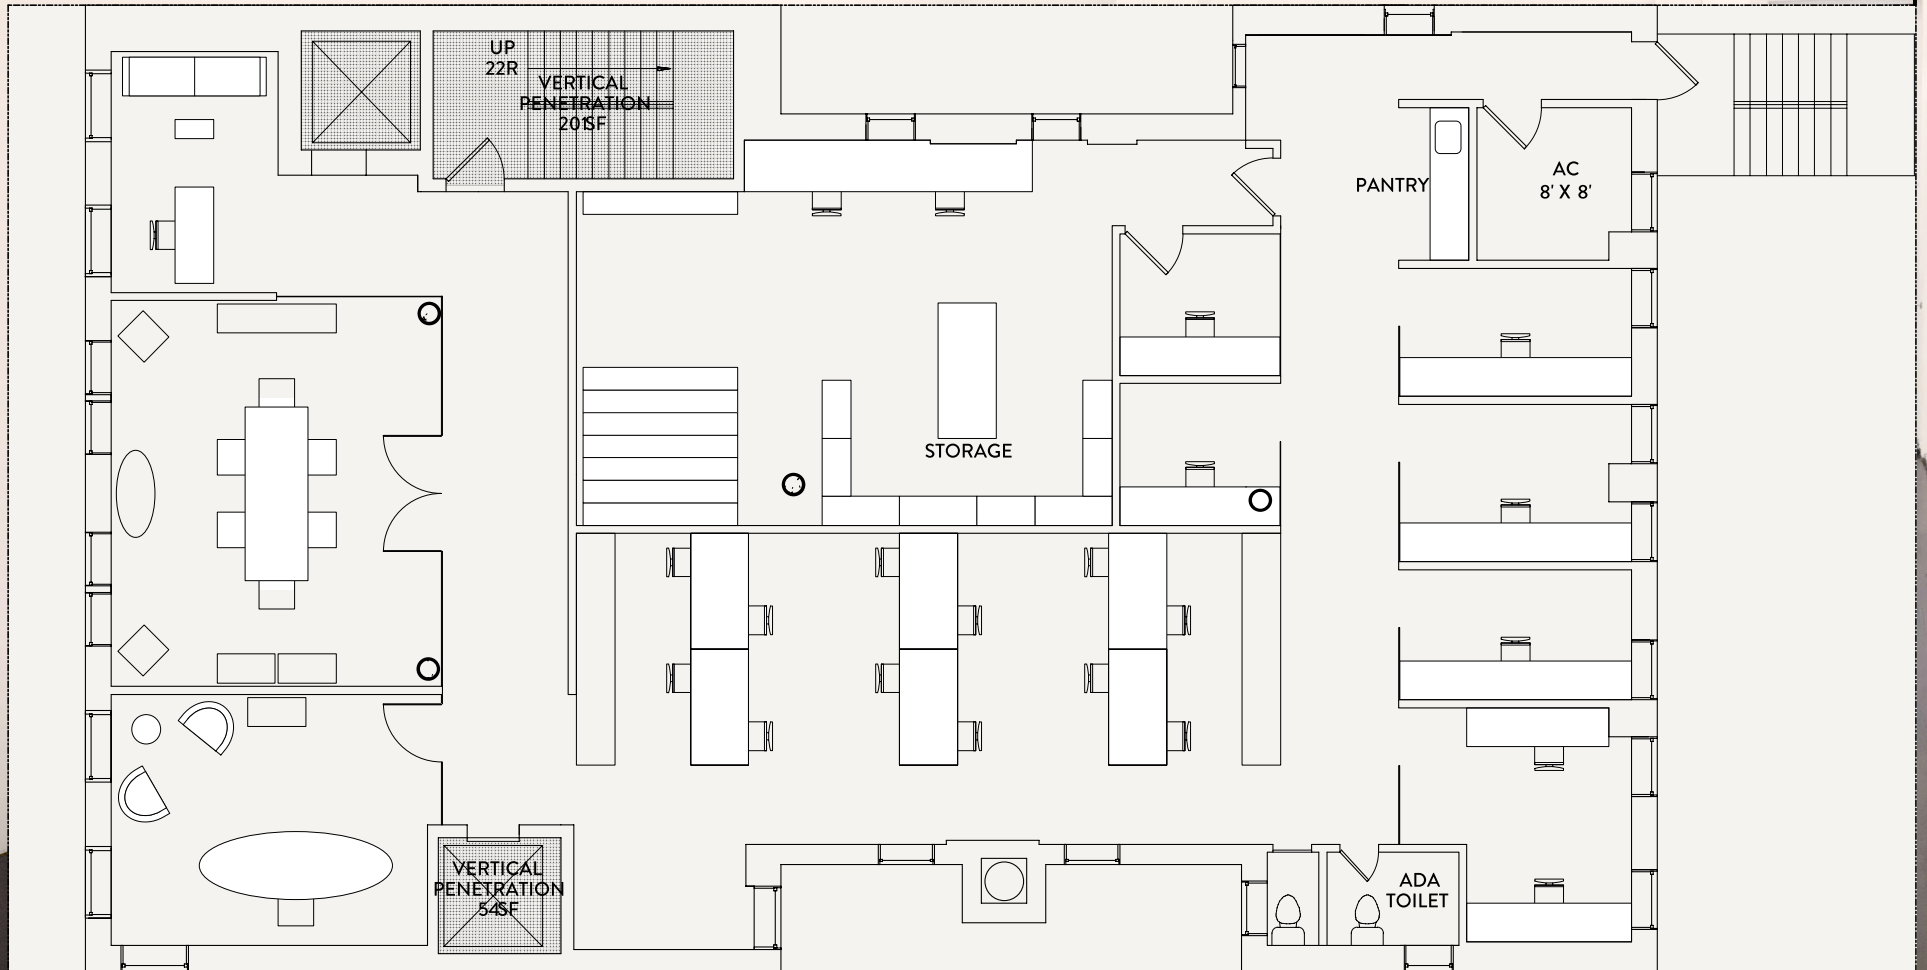 UP
22R
VERTICAL
PENETRATION
201SF
PANTRY
AC
8' X 8'
STORAGE
VERTICAL
PENETRATION
54SF
ADA
TOILET